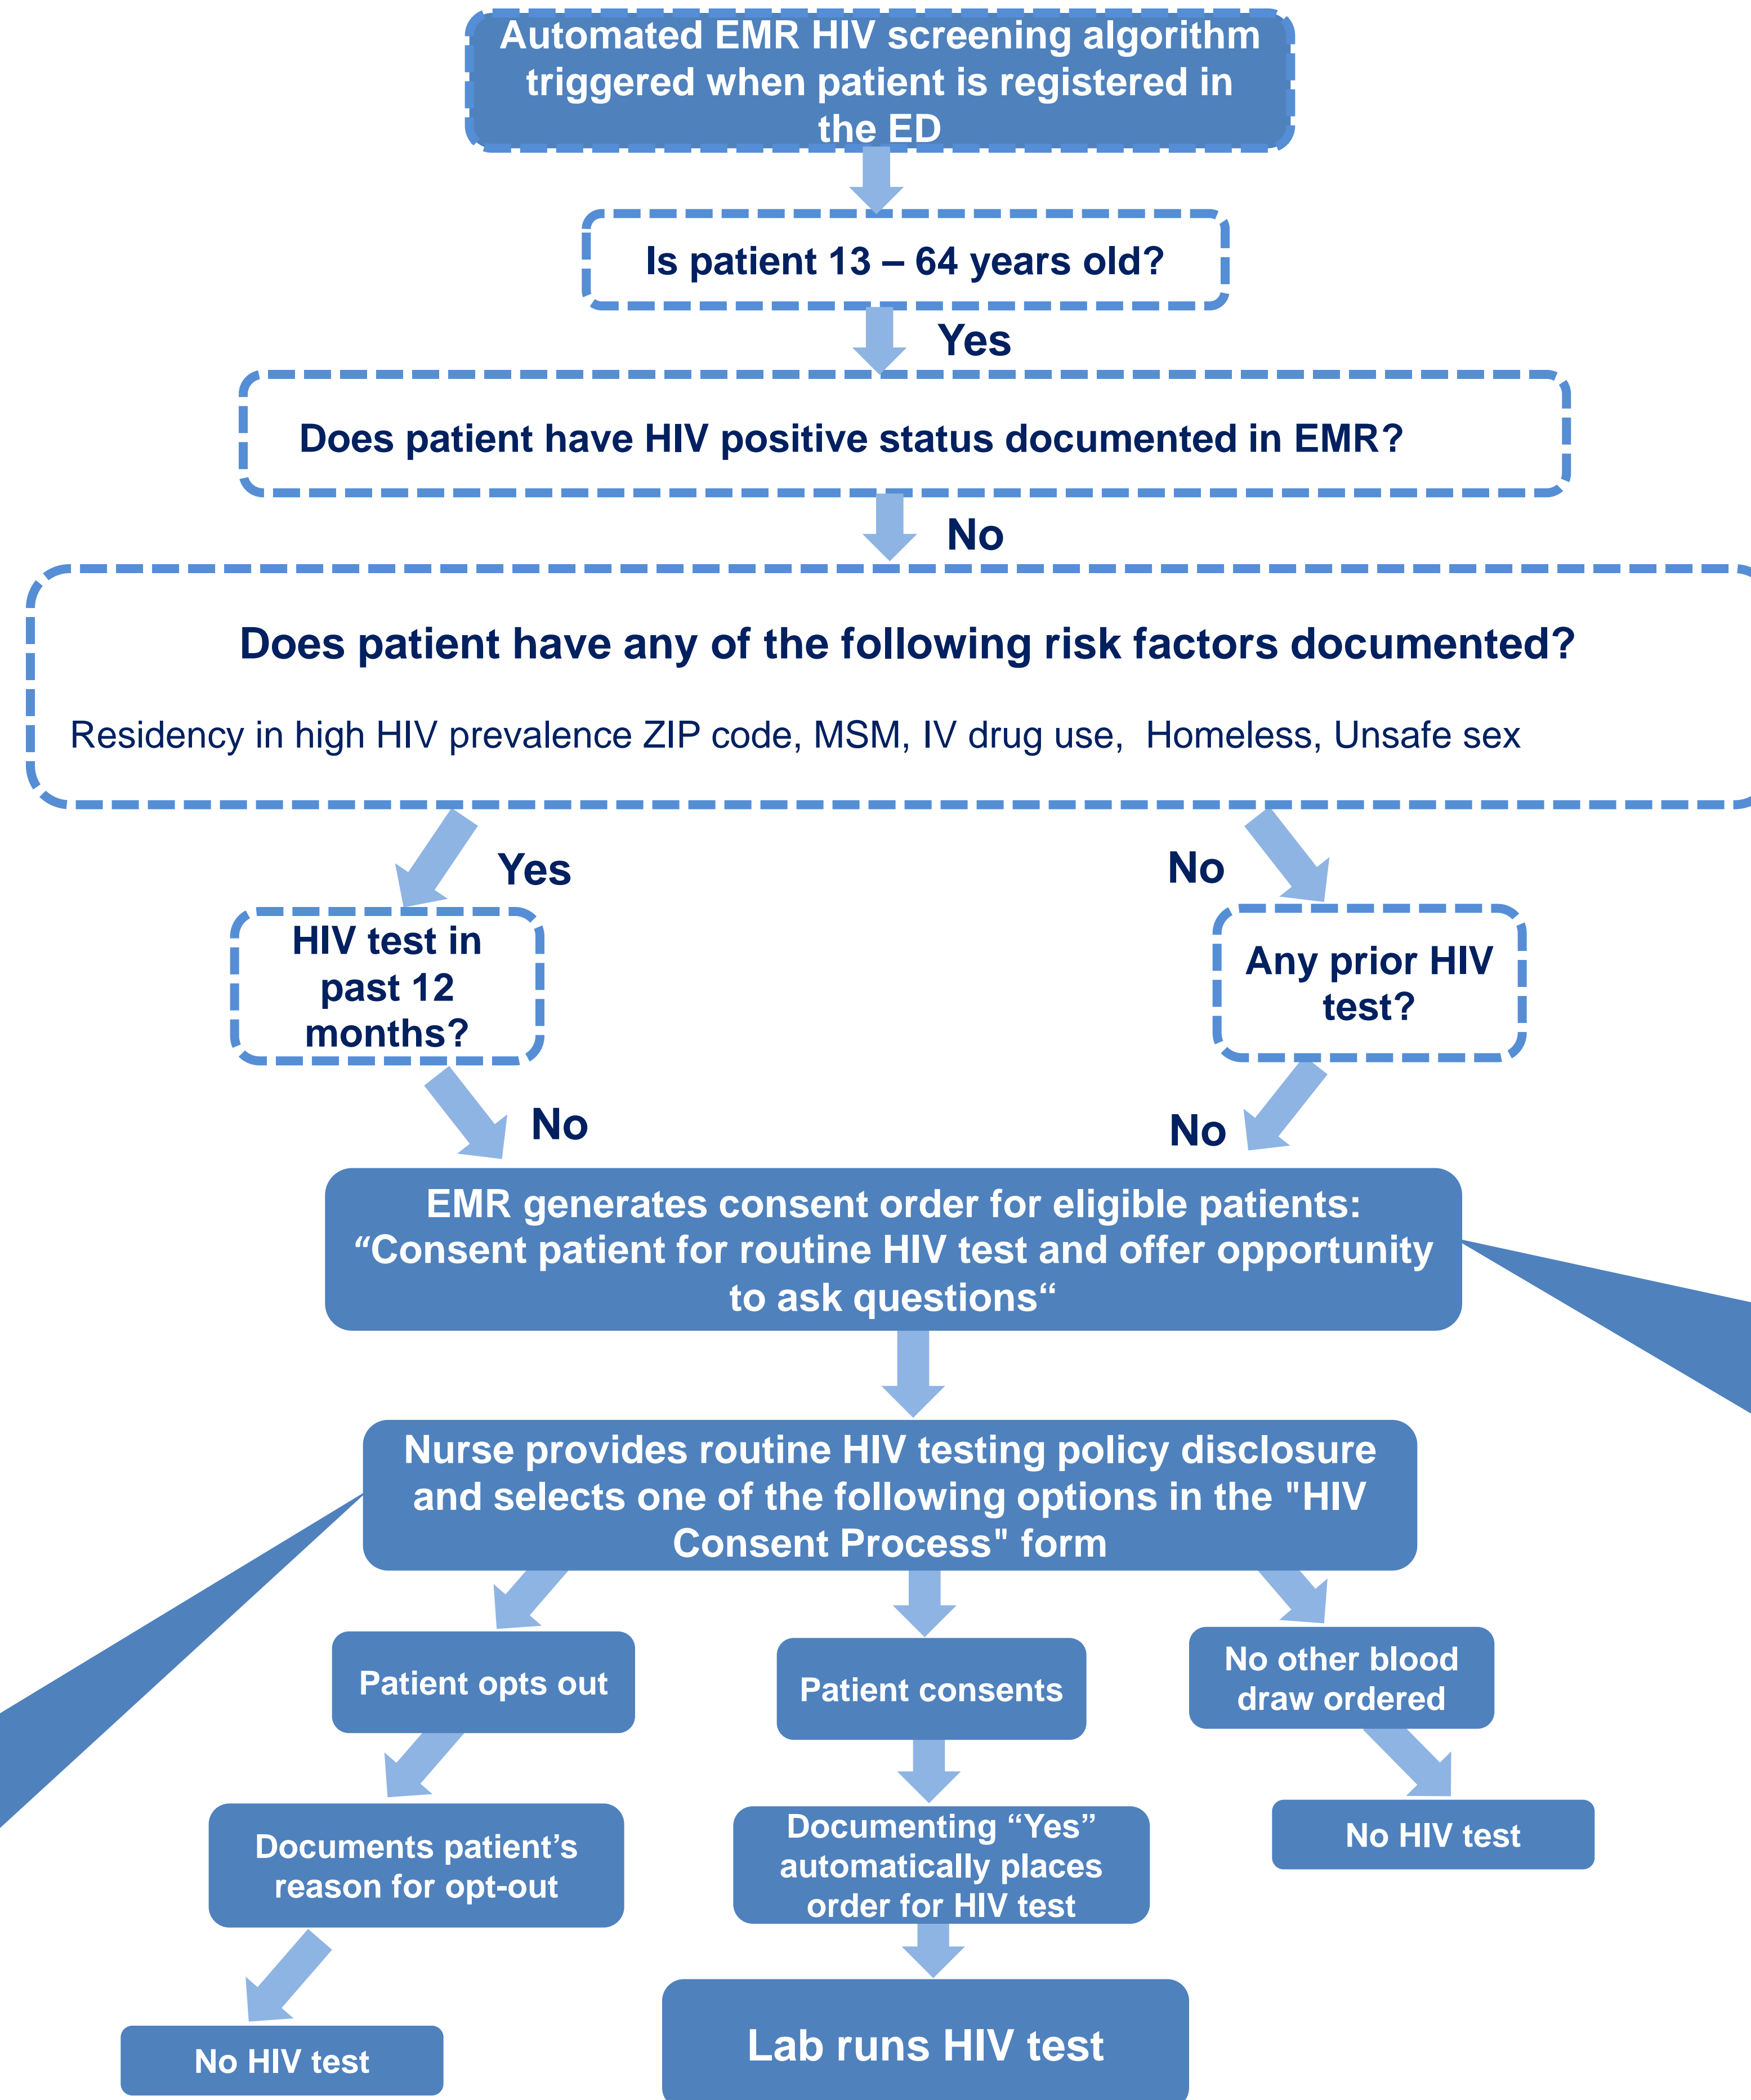 Automated EMR HIV screening algorithm
triggered when patient is registered in
the ED
Is patient 13 – 64 years old?
Yes
Does patient have HIV positive status documented in EMR?
No
Does patient have any of the following risk factors documented?
Residency in high HIV prevalence ZIP code, MSM, IV drug use,  Homeless, Unsafe sex
Yes
No
HIV test in
past 12
months?
Any prior HIV
test?
No
No
EMR generates consent order for eligible patients:
“Consent patient for routine HIV test and offer opportunity
to ask questions“
Nurse provides routine HIV testing policy disclosure
and selects one of the following options in the "HIV
Consent Process" form
Patient opts out
Patient consents
No other blood
draw ordered
Documents patient’s
reason for opt-out
Documenting “Yes”
automatically places
order for HIV test
No HIV test
No HIV test
Lab runs HIV test